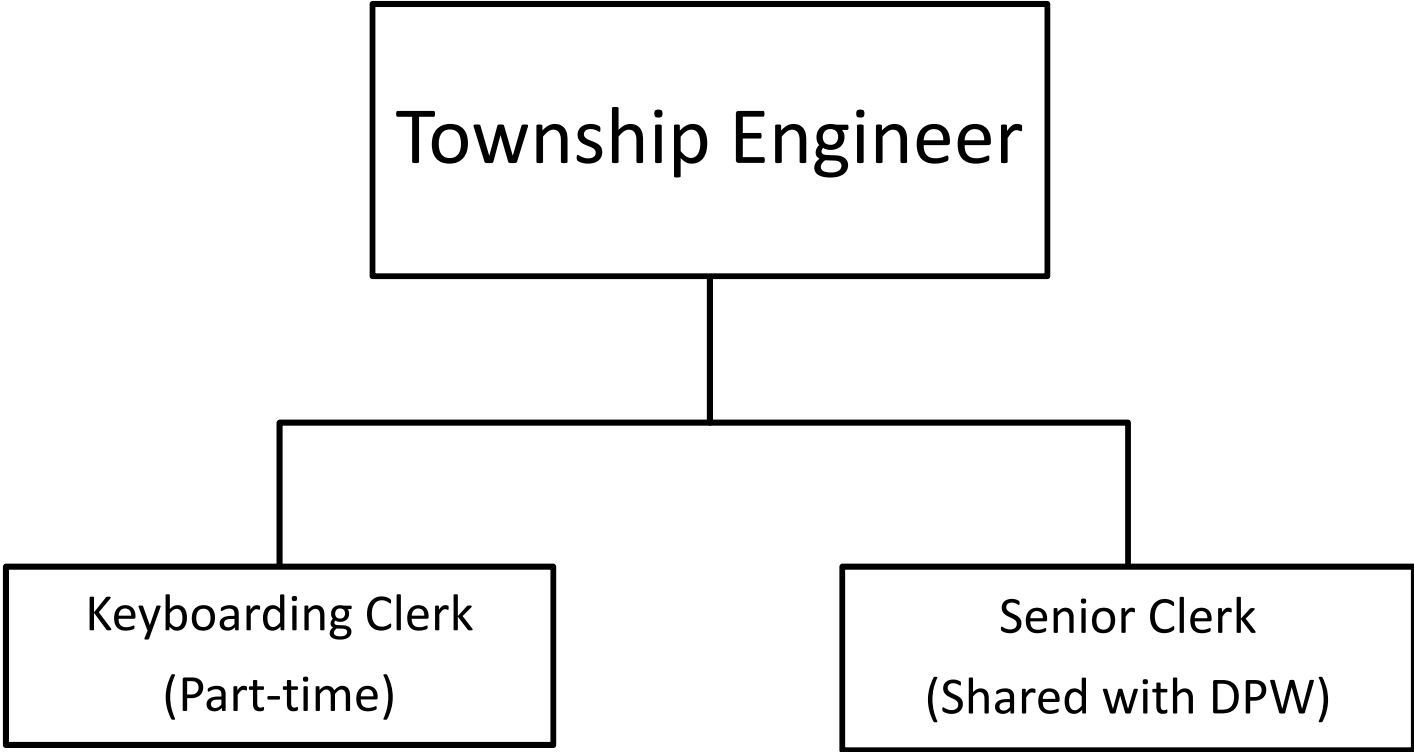 Township Engineer
Keyboarding Clerk
(Part-time)
Senior Clerk
(Shared with DPW)